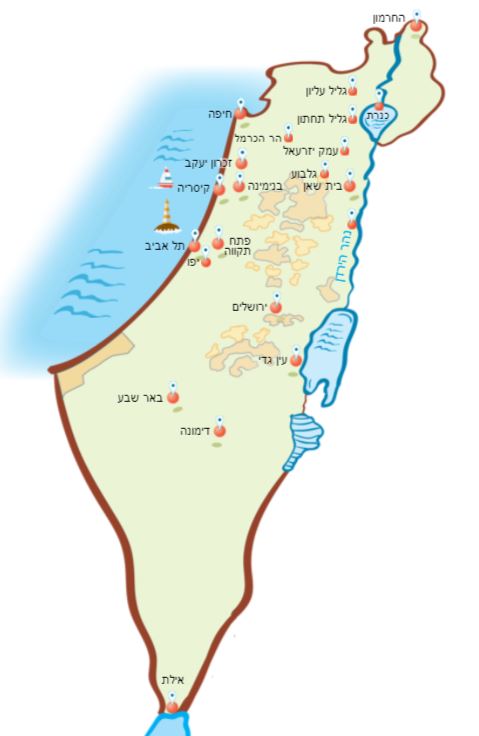 החרמון
גליל עליון
חיפה
כנרת
גליל תחתון
הר הכרמל
עמק יזרעאל
זכרון יעקב
גלבוע
קיסריה
בנימינה
בית שאן
נהר הירדן
תל אביב
פתח
תקווה
יפו
ירושלים
עין גדי
באר שבע
דימונה
אילת